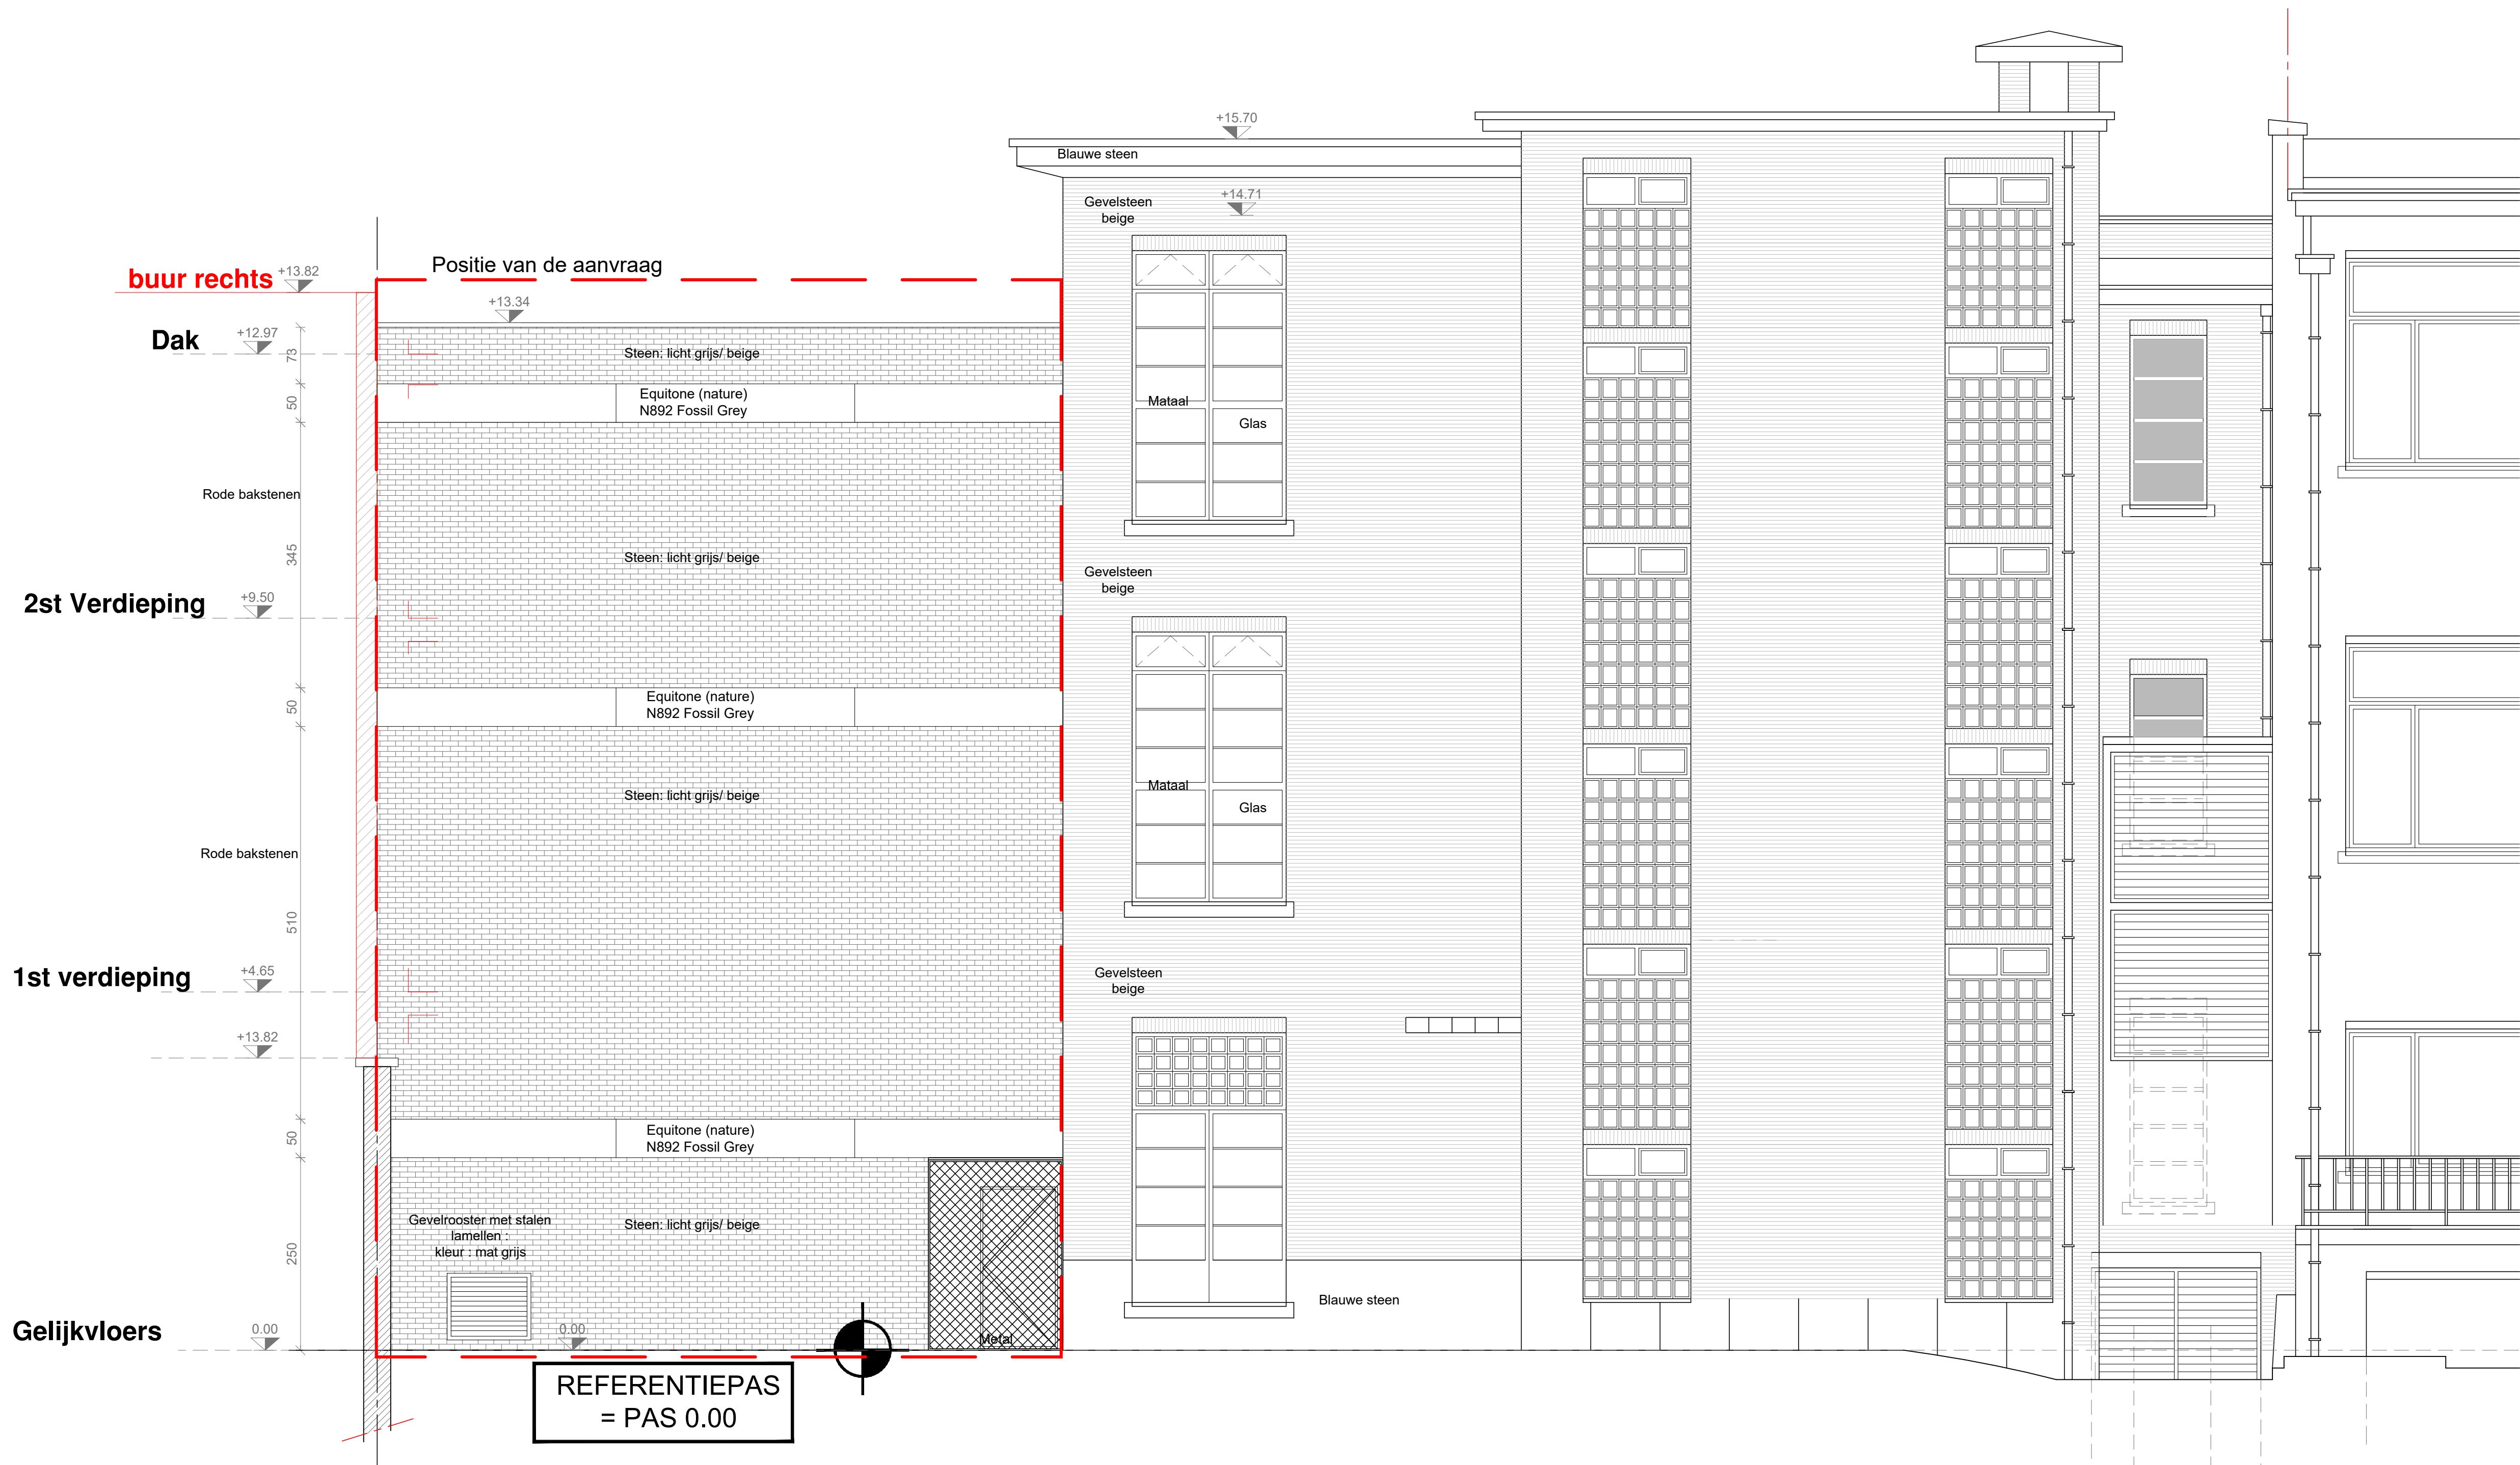 +15.70
Blauwe steen
Gevelsteen
beige
+14.71
Positie van de aanvraag
buur rechts
+13.82
+13.34
Dak
+12.97
73
Steen: licht grijs/ beige
50
Equitone (nature)
N892 Fossil Grey
Mataal
Glas
Rode bakstenen
345
Steen: licht grijs/ beige
Gevelsteen
beige
2st Verdieping
+9.50
50
Equitone (nature)
N892 Fossil Grey
Steen: licht grijs/ beige
Mataal
Glas
Rode bakstenen
510
1st verdieping
+4.65
Gevelsteen
beige
+13.82
50
Equitone (nature)
N892 Fossil Grey
250
Gevelrooster met stalen
lamellen :
kleur : mat grijs
Steen: licht grijs/ beige
Blauwe steen
Gelijkvloers
0.00
0.00
Metal
REFERENTIEPAS
= PAS 0.00